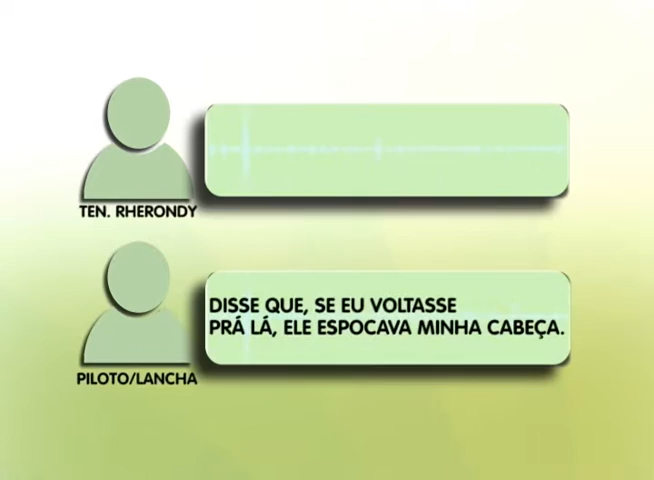 TEN. RHERONDY
DISSE QUE, SE EU VOLTASSE
PRÁ LÁ, ELE ESPOCAVA MINHA CABEÇA.
PILOTO/LANCHA